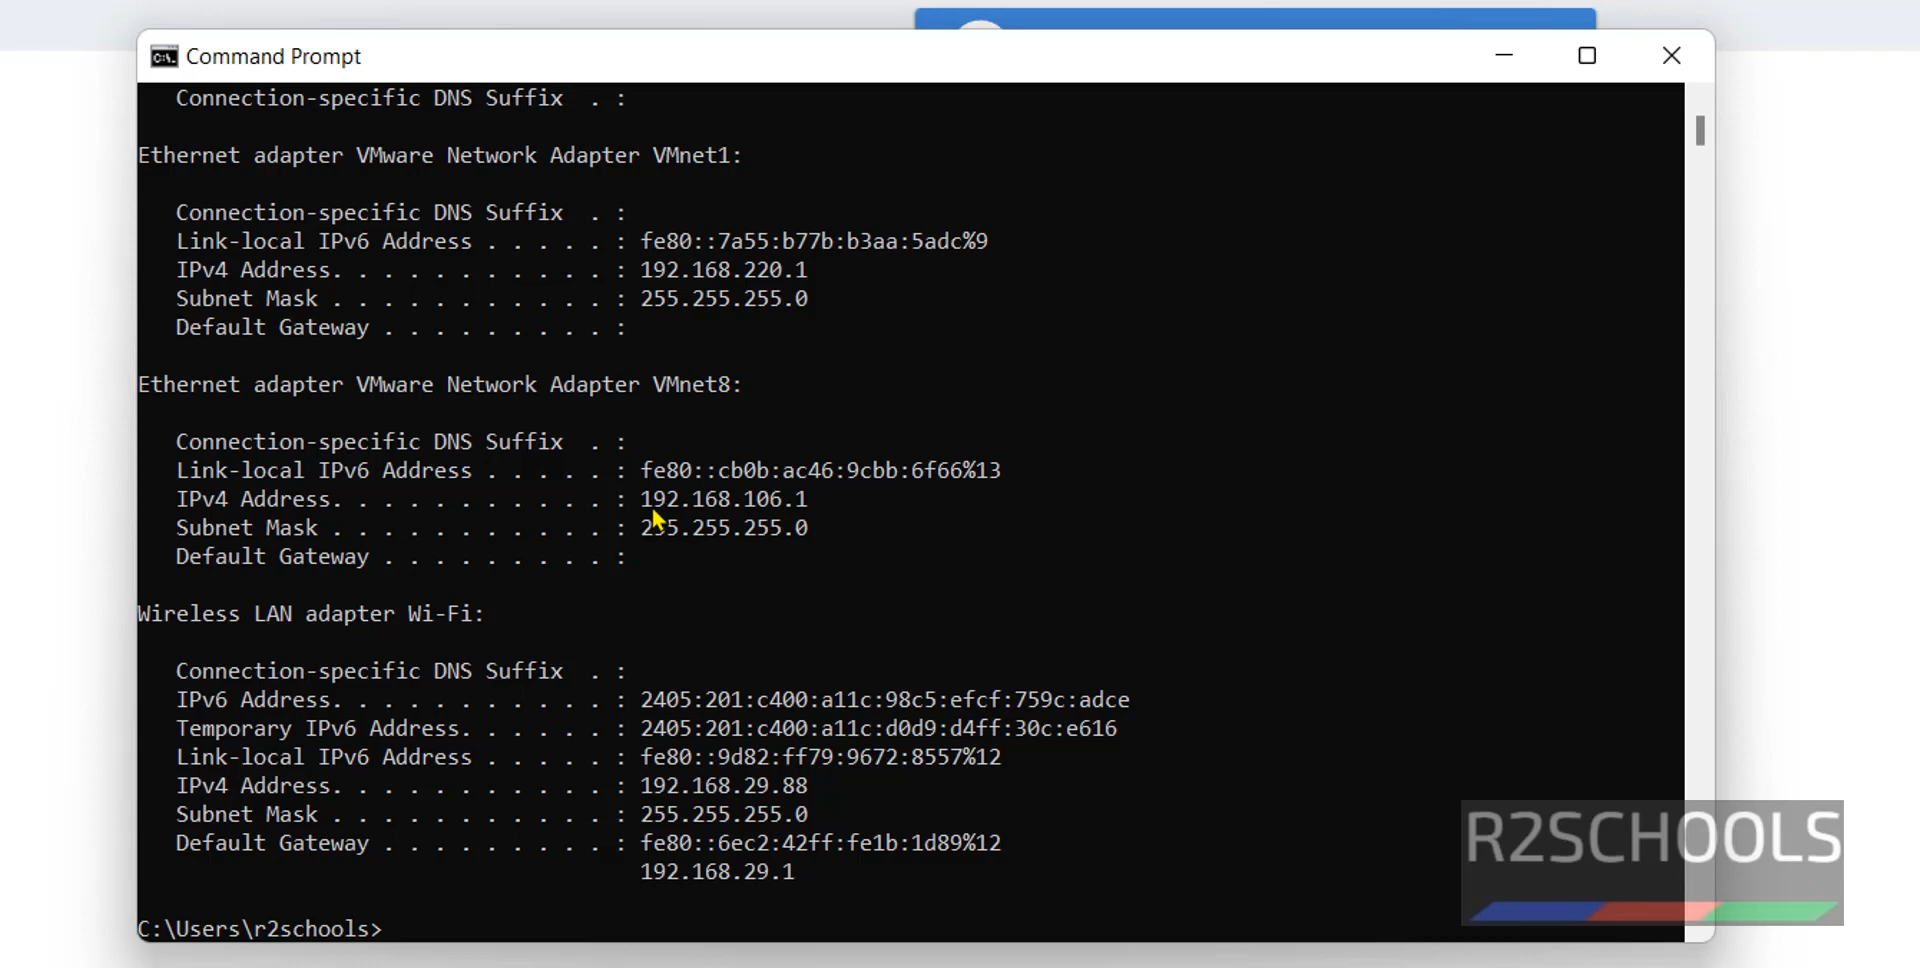 Command Prompt
Connection-specific DNS Suffix  . :
Ethernet adapter VMware Network Adapter VMnet1:
Connection-specific DNS Suffix  . :
Link-local IPv6 Address . . . . . : fe80::7a55:b77b:b3aa:5adc%9
IPv4 Address. . . . . . . . . . . : 192.168.220.1
Subnet Mask . . . . . . . . . . . : 255.255.255.0
Default Gateway . . . . . . . . . :
Ethernet adapter VMware Network Adapter VMnet8:
Connection-specific DNS Suffix  . :
Link-local IPv6 Address . . . . . : fe80::cb0b:ac46:9cbb:6f66%13
IPv4 Address. . . . . . . . . . . : 192.168.106.1
Subnet Mask . . . . . . . . . . . : 255.255.255.0
Default Gateway . . . . . . . . . :
Wireless LAN adapter Wi-Fi:
Connection-specific DNS Suffix  . :
IPv6 Address. . . . . . . . . . . : 2405:201:c400:a11c:98c5:efcf:759c:adce
Temporary IPv6 Address. . . . . . : 2405:201:c400:a11c:d0d9:d4ff:30c:e616
Link-local IPv6 Address . . . . . : fe80::9d82:ff79:9672:8557%12
IPv4 Address. . . . . . . . . . . : 192.168.29.88
Subnet Mask . . . . . . . . . . . : 255.255.255.0
Default Gateway . . . . . . . . . : fe80::6ec2:42ff:fe1b:1d89%12
192.168.29.1
C:\Users\r2schools>
R2SCHOOLS